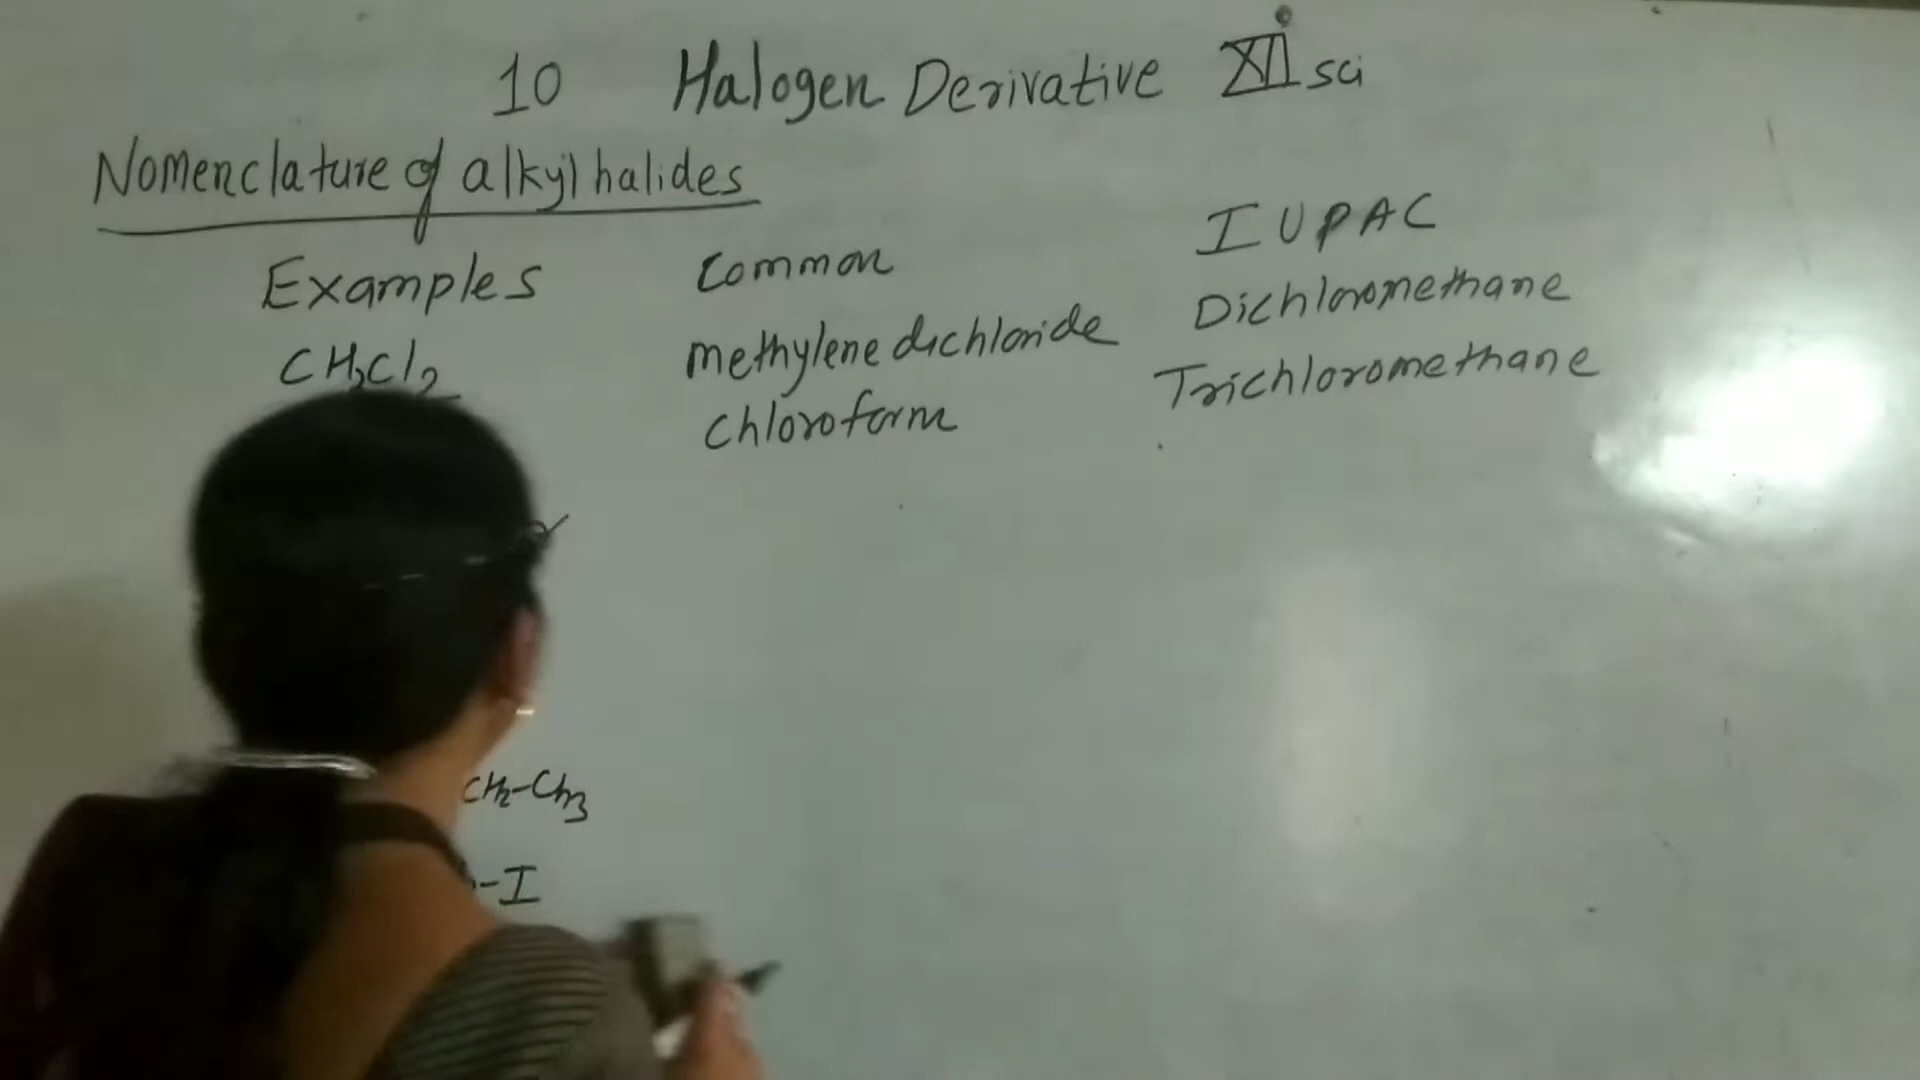 10 Halogen Derivative XII sci
Nomenclature of alkyl halides
Examples Common IUPAC
CH2Cl2 methylene dichloride Dichloromethane
chloroform Trichloromethane
CH2-CH3
-I